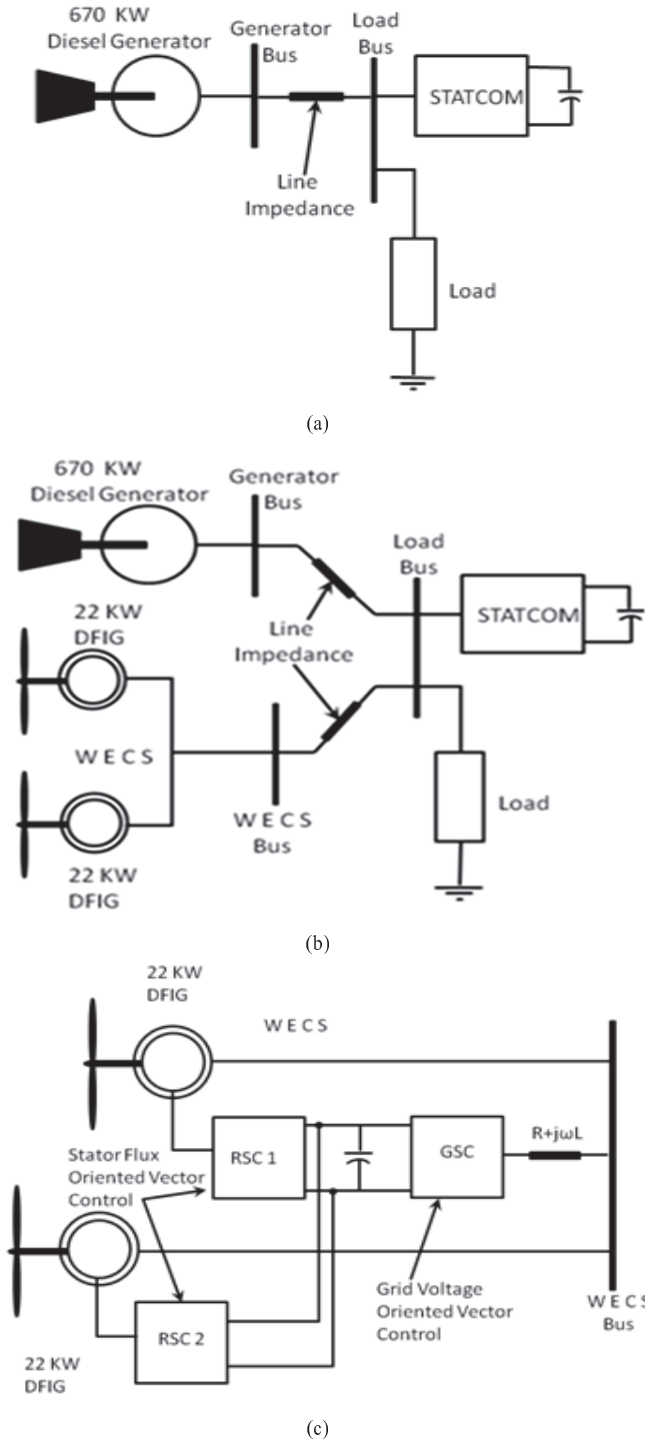 670 KW
Diesel Generator
Generator
Bus
Load
Bus
STATCOM
Line
Impedance
Load
(a)
670 KW
Diesel Generator
Generator
Bus
Load
Bus
22 KW
DFIG
Line
Impedance
STATCOM
W E C S
W E C S
Bus
Load
22 KW
DFIG
(b)
22 KW
DFIG
W E C S
Stator Flux
Oriented Vector
Control
RSC 1
GSC
R+jωL
Grid Voltage
Oriented Vector
Control
W E C S
Bus
RSC 2
22 KW
DFIG
(c)